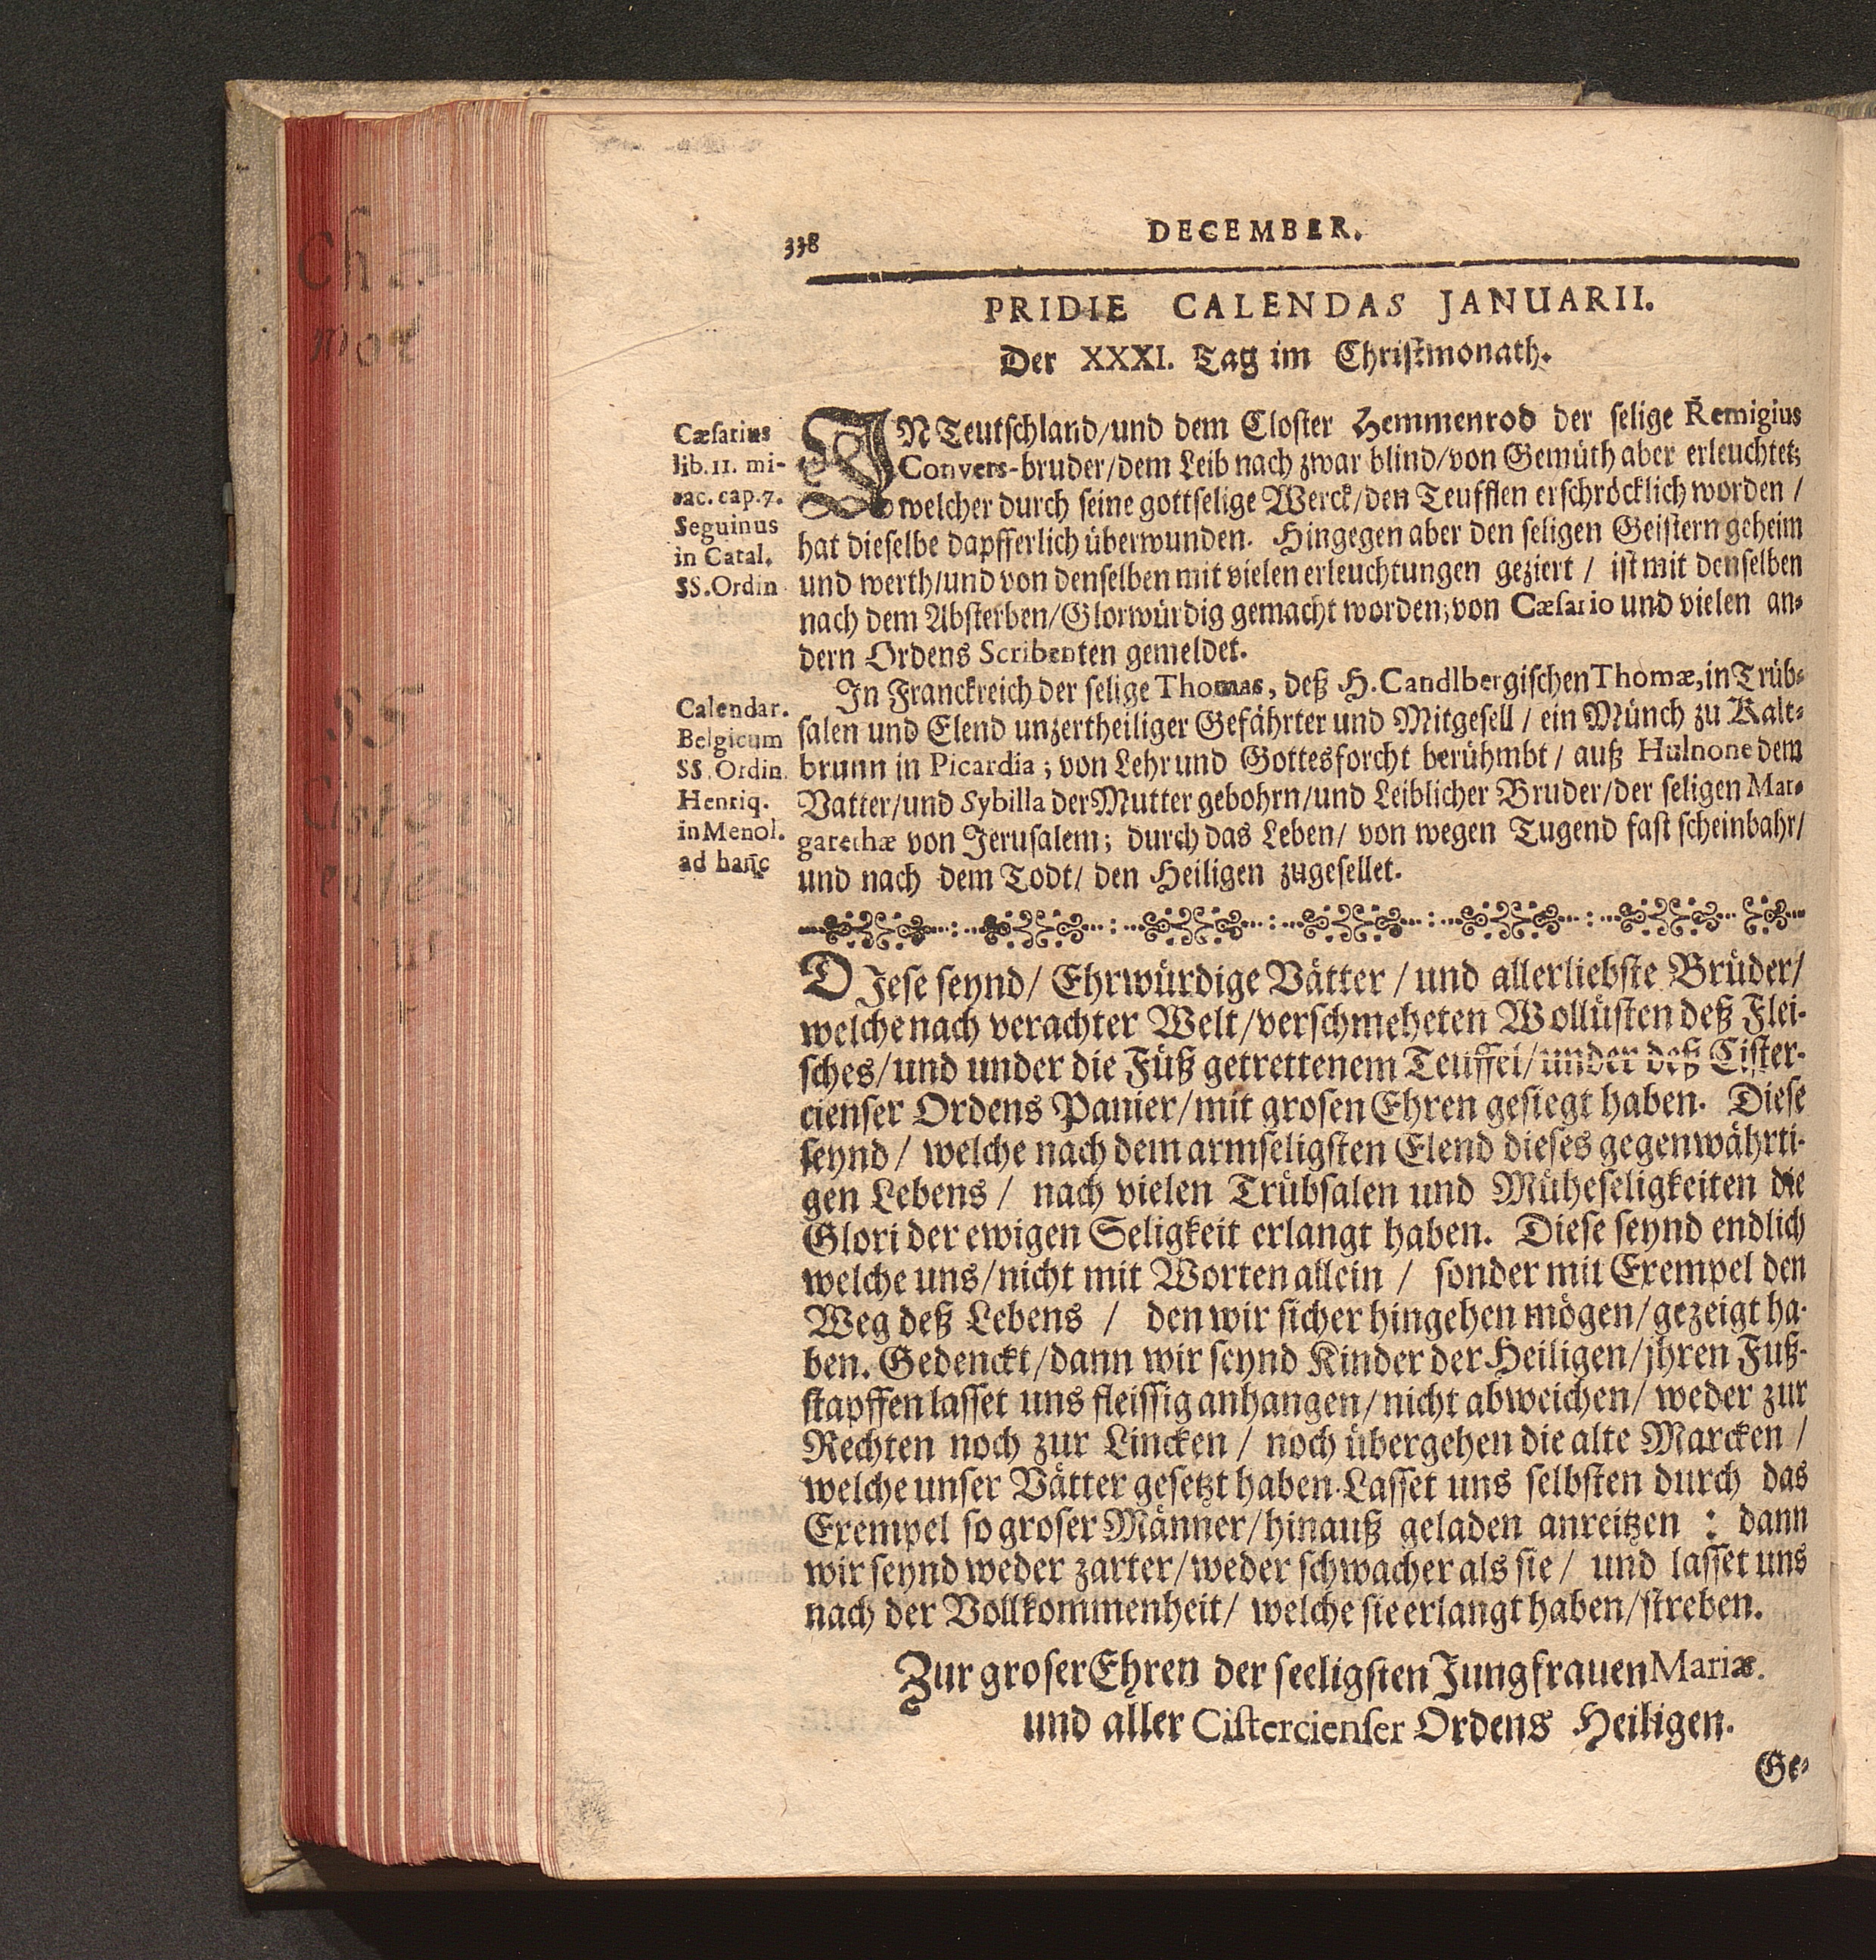 338
DECEMBER.
PRIDIE CALENDAS JANUARII.
Der XXXI. Tag im Christmonath.
Cæsarius
lib. 11. mi-
rac. cap. 7.
Seguinus
in Catal.
SS. Ordin
IN Teutschland/und dem Closter Hemmenrod der selige Remigius
Convers-bruder/dem Leib nach zwar blind/von Gemüth aber erleuchtet;
welcher durch seine gottselige Werck/den Teufflen erschröcklich worden /
hat dieselbe dapfferlich überwunden. Hingegen aber den seligen Geistern geheim
und werth/und von denselben mit vielen erleuchtungen geziert / ist mit denselben
nach dem Absterben/Glorwürdig gemacht worden; von Cæsario und vielen an-
dern Ordens Scribenten gemeldet.
Calendar.
Belgicum
SS. Ordin.
Henriq.
in Menol.
ad hanc
In Franckreich der selige Thomas, deß H. Candlbergischen Thomæ, in Trüb-
salen und Elend unzertheiliger Gefährter und Mitgesell / ein Münch zu Kalt-
brunn in Picardia ; von Lehr und Gottesforcht berühmbt / auß Hulnone dem
Vatter/und Sybilla der Mutter gebohrn/und Leiblicher Bruder/der seligen Mar-
garethæ von Jerusalem; durch das Leben/ von wegen Tugend fast scheinbahr/
und nach dem Todt/ den Heiligen zugesellet.
DJese seynd/ Ehrwürdige Vätter / und allerliebste Brüder/
welche nach verachter Welt/verschmeheten Wollüsten deß Flei-
sches/und under die Füß getrettenem Teuffel/under deß Cister-
cienser Ordens Panier/mit grosen Ehren gesiegt haben. Diese
seynd / welche nach dem armseligsten Elend dieses gegenwährti-
gen Lebens / nach vielen Trübsalen und Müheseligkeiten die
Glori der ewigen Seligkeit erlangt haben. Diese seynd endlich
welche uns/nicht mit Worten allein / sonder mit Exempel den
Weg deß Lebens / den wir sicher hingehen mögen/gezeigt ha-
ben. Gedenckt/dann wir seynd Kinder der Heiligen/jhren Fuß-
stapffen lasset uns fleissig anhangen/nicht abweichen/ weder zur
Rechten noch zur Lincken / noch übergehen die alte Marcken /
welche unser Vätter gesetzt haben. Lasset uns selbsten durch das
Exempel so groser Männer/hinauß geladen anreitzen : dann
wir seynd weder zarter/weder schwacher als sie / und lasset uns
nach der Vollkommenheit/ welche sie erlangt haben/streben.
Zur groser Ehren der seeligsten Jungfrauen Mariæ.
und aller Cistercienser Ordens Heiligen.
Ge-